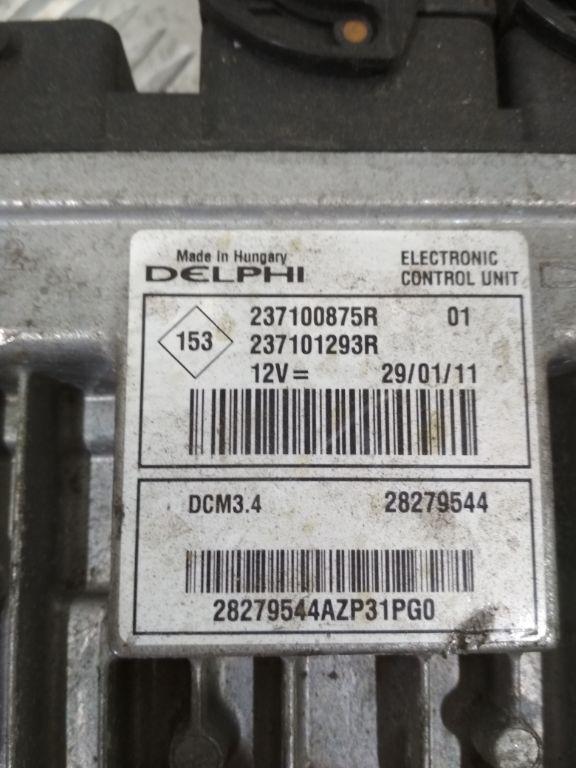 Made in Hungary
DELPHI
ELECTRONIC
CONTROL UNIT
153
237100875R 01
237101293R
12V= 29/01/11
DCM3.4 28279544
28279544AZP31PG0